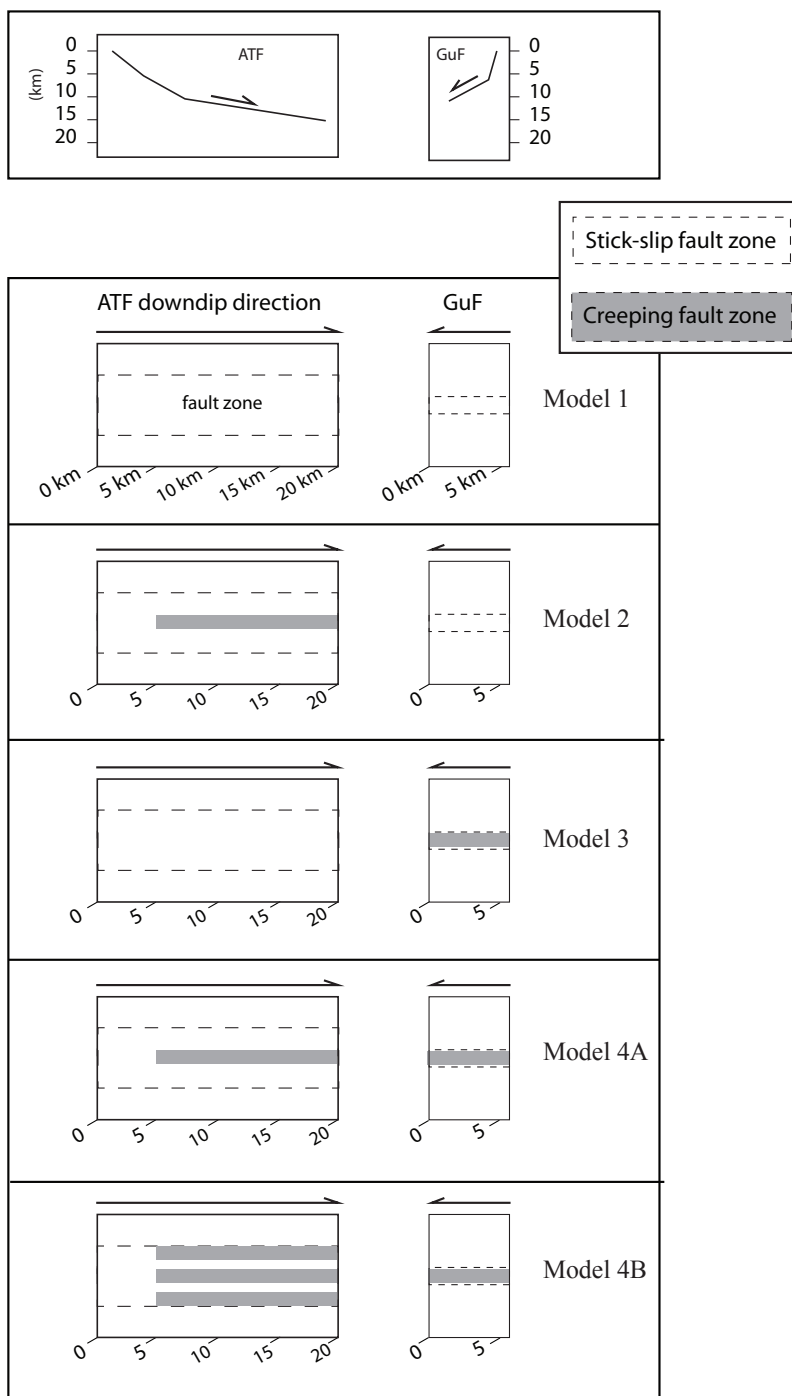 0 ATF GuF 0
5 5
(km) 10 10
15 15
20 20
Stick-slip fault zone
Creeping fault zone
ATF downdip direction GuF
fault zone
Model 1
0 km 5 km 10 km 15 km 20 km 0 km 5 km
Model 2
0 5 10 15 20 0 5
Model 3
0 5 10 15 20 0 5
Model 4A
0 5 10 15 20 0 5
Model 4B
0 5 10 15 20 0 5